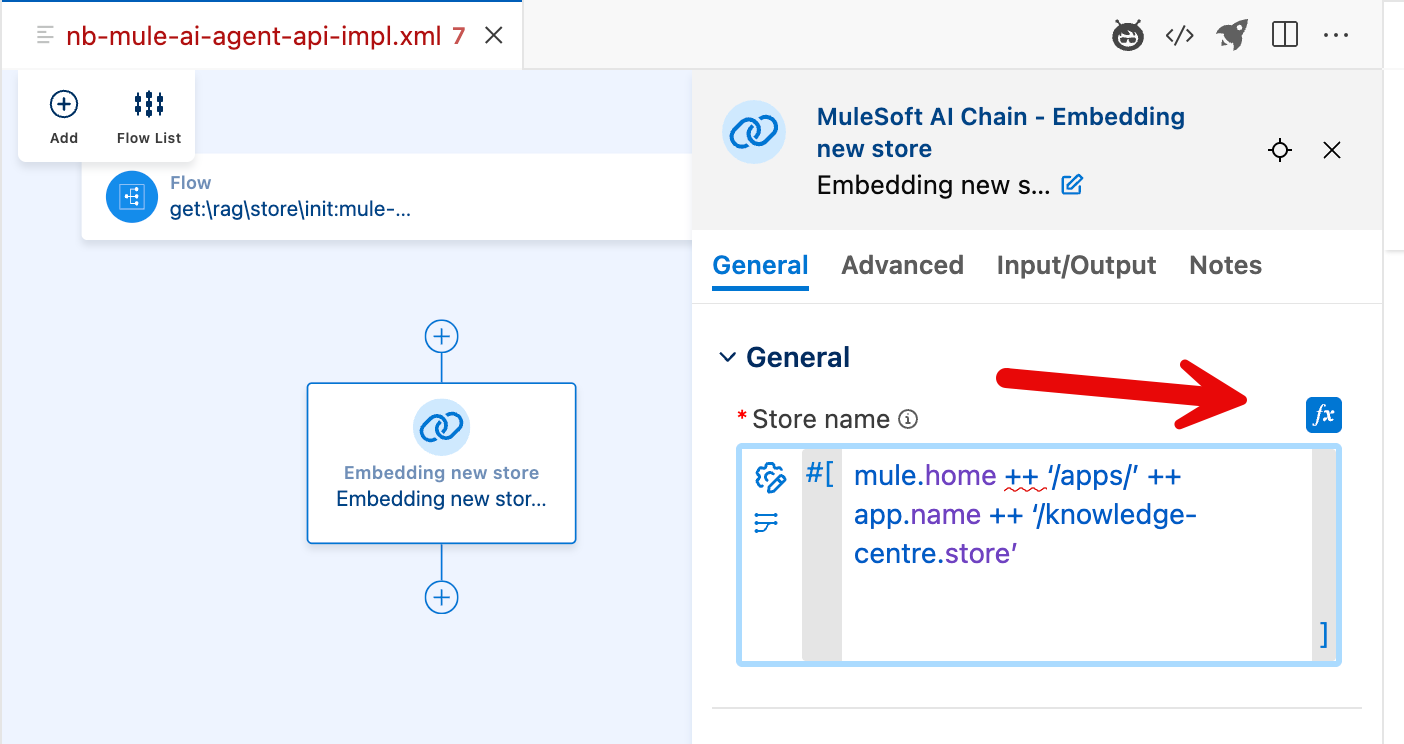 nb-mule-ai-agent-api-impl.xml 7
Add
Flow List
Flow
get:\rag\store\init:mule-...
Embedding new store
Embedding new stor...
MuleSoft AI Chain - Embedding
new store
Embedding new s...
General Advanced Input/Output Notes
General
* Store name
fx
#[ mule.home ++ ‘/apps/’ ++
app.name ++ ‘/knowledge-
centre.store’
]